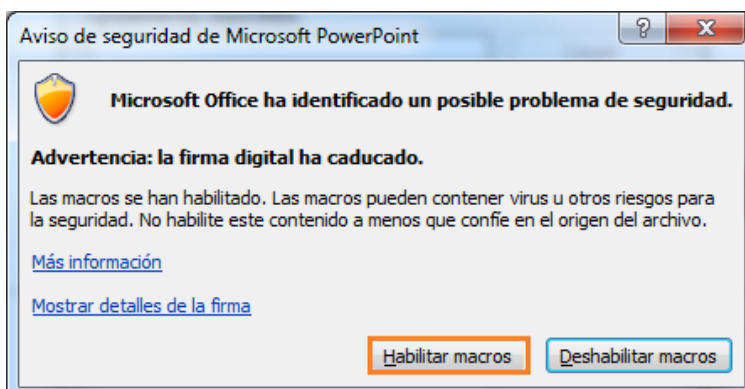 Aviso de seguridad de Microsoft PowerPoint
Microsoft Office ha identificado un posible problema de seguridad.
Advertencia: la firma digital ha caducado.
Las macros se han habilitado. Las macros pueden contener virus u otros riesgos para
la seguridad. No habilite este contenido a menos que confíe en el origen del archivo.
Más información
Mostrar detalles de la firma
Habilitar macros Deshabilitar macros